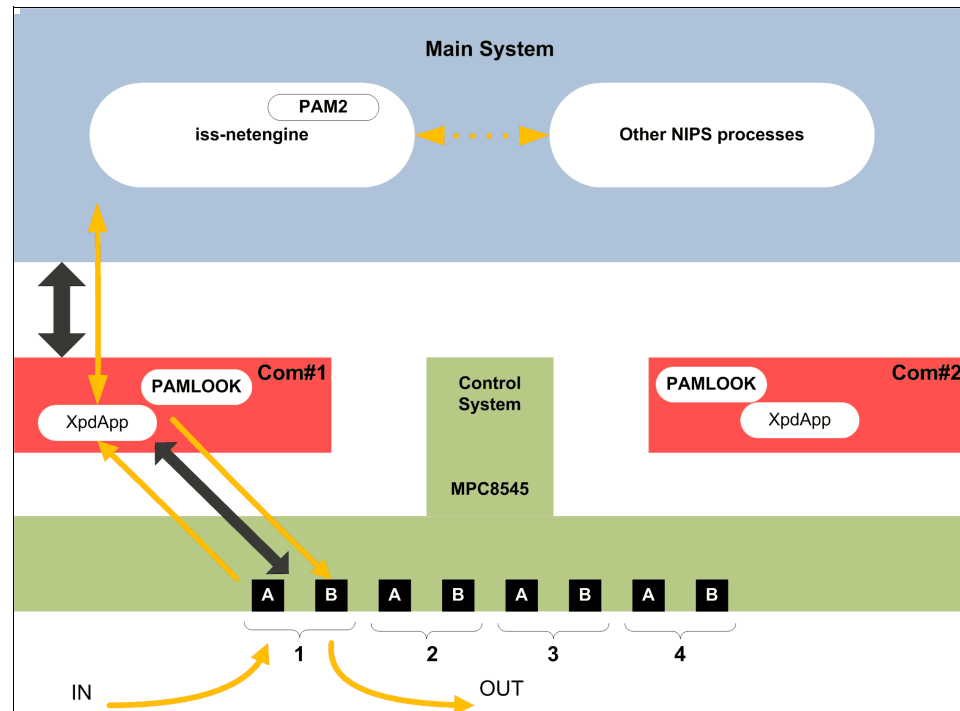 Main System
PAM2
iss-netengine
Other NIPS processes
Com#1
PAMLOOK
XpdApp
Control
System
MPC8545
Com#2
PAMLOOK
XpdApp
A B A B A B A B
1 2 3 4
IN
OUT